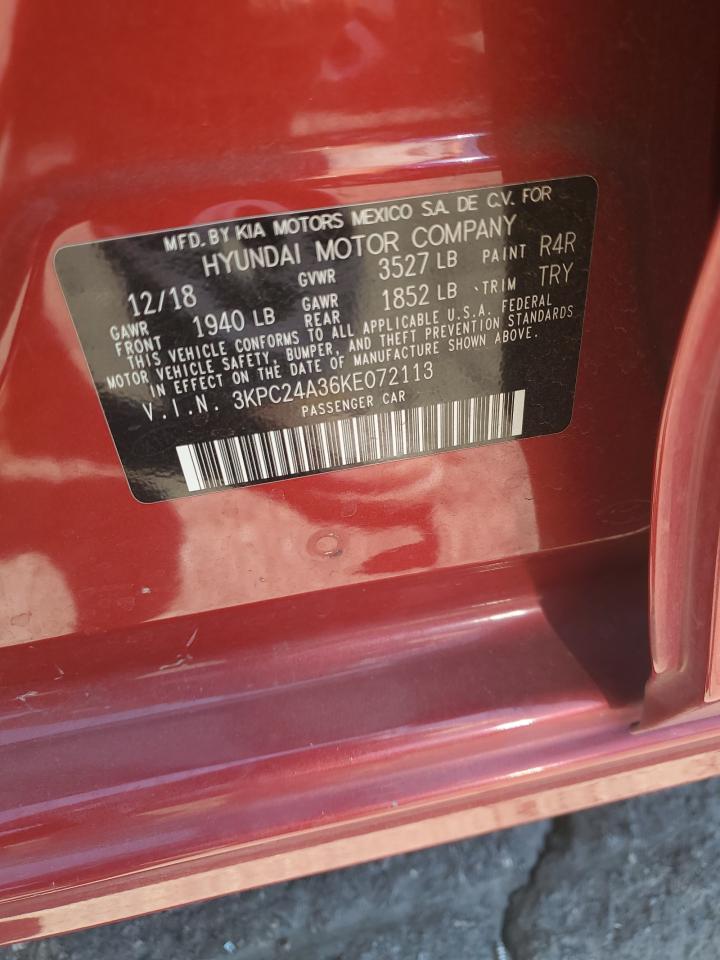 MFD. BY KIA MOTORS MEXICO S.A. DE C.V. FOR
HYUNDAI MOTOR COMPANY
12/18 GVWR 3527 LB PAINT R4R
GAWR FRONT 1940 LB GAWR REAR 1852 LB TRIM TRY
THIS VEHICLE CONFORMS TO ALL APPLICABLE U.S.A. FEDERAL
MOTOR VEHICLE SAFETY, BUMPER, AND THEFT PREVENTION STANDARDS
IN EFFECT ON THE DATE OF MANUFACTURE SHOWN ABOVE.
V.I.N. 3KPC24A36KE072113
PASSENGER CAR